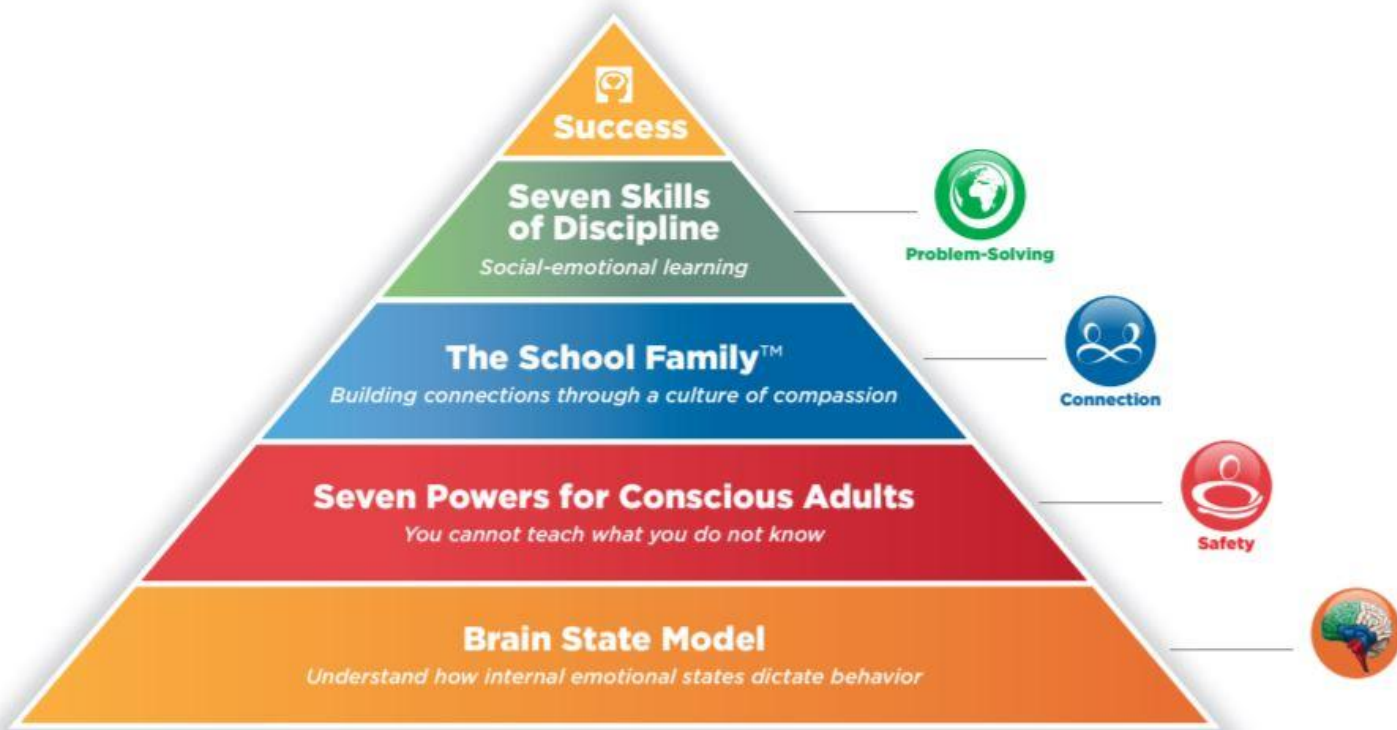 Success
Seven Skills
of Discipline
Social-emotional learning
Problem-Solving
The School Family™
Building connections through a culture of compassion
Connection
Seven Powers for Conscious Adults
You cannot teach what you do not know
Safety
Brain State Model
Understand how internal emotional states dictate behavior